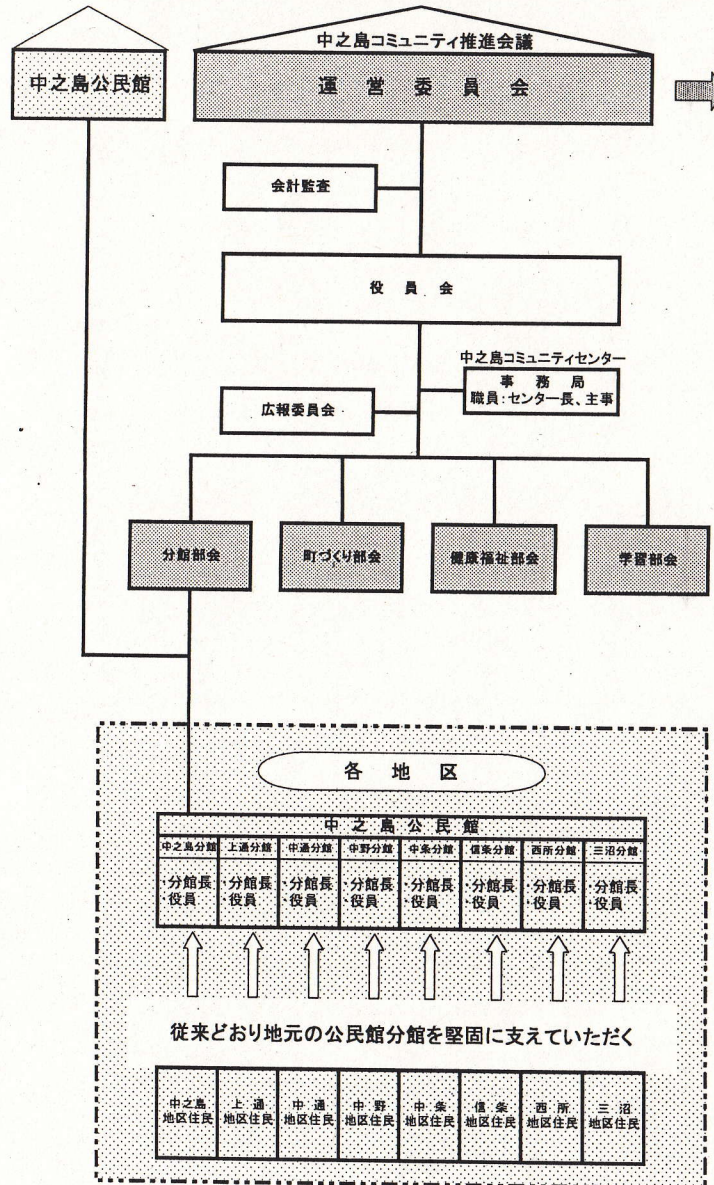 中之島公民館
中之島コミュニティ推進会議
運営委員会
会計監査
役員会
中之島コミュニティセンター
事務局
職員:センター長、主事
広報委員会
分館部会
町づくり部会
健康福祉部会
学習部会
各地区
中之島公民館
中之島分館 上通分館 中通分館 中野分館 中条分館 信条分館 西所分館 三沼分館
・分館長 ・分館長 ・分館長 ・分館長 ・分館長 ・分館長 ・分館長 ・分館長
・役員 ・役員 ・役員 ・役員 ・役員 ・役員 ・役員 ・役員
従来どおり地元の公民館分館を堅固に支えていただく
中之島 上通 中通 中野 中条 信条 西所 三沼
地区住民 地区住民 地区住民 地区住民 地区住民 地区住民 地区住民 地区住民